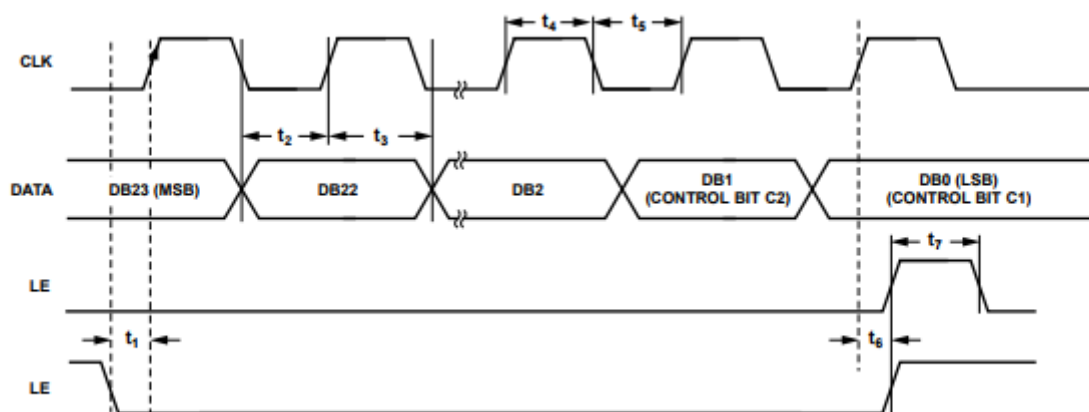 t4 t5
CLK
t2 t3
DATA DB23 (MSB) DB22 DB2 DB1 (CONTROL BIT C2) DB0 (LSB) (CONTROL BIT C1)
t7
LE
t1 t6
LE